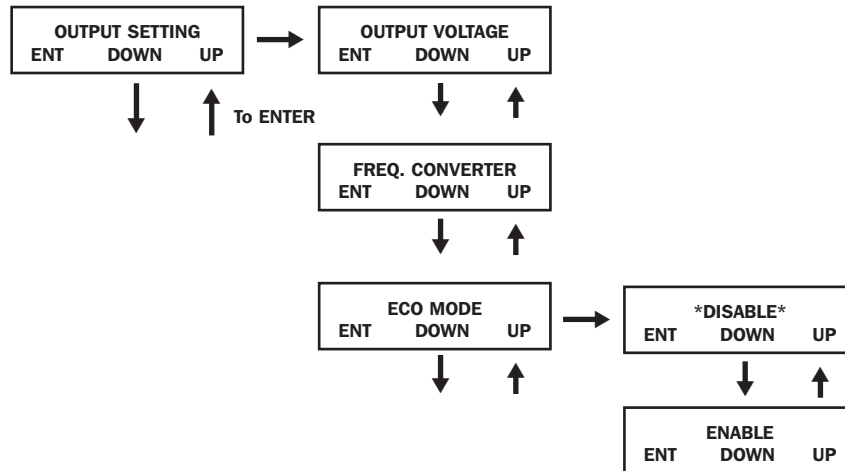 OUTPUT SETTING
ENT DOWN UP
OUTPUT VOLTAGE
ENT DOWN UP
To ENTER
FREQ. CONVERTER
ENT DOWN UP
ECO MODE
ENT DOWN UP
*DISABLE*
ENT DOWN UP
ENABLE
ENT DOWN UP